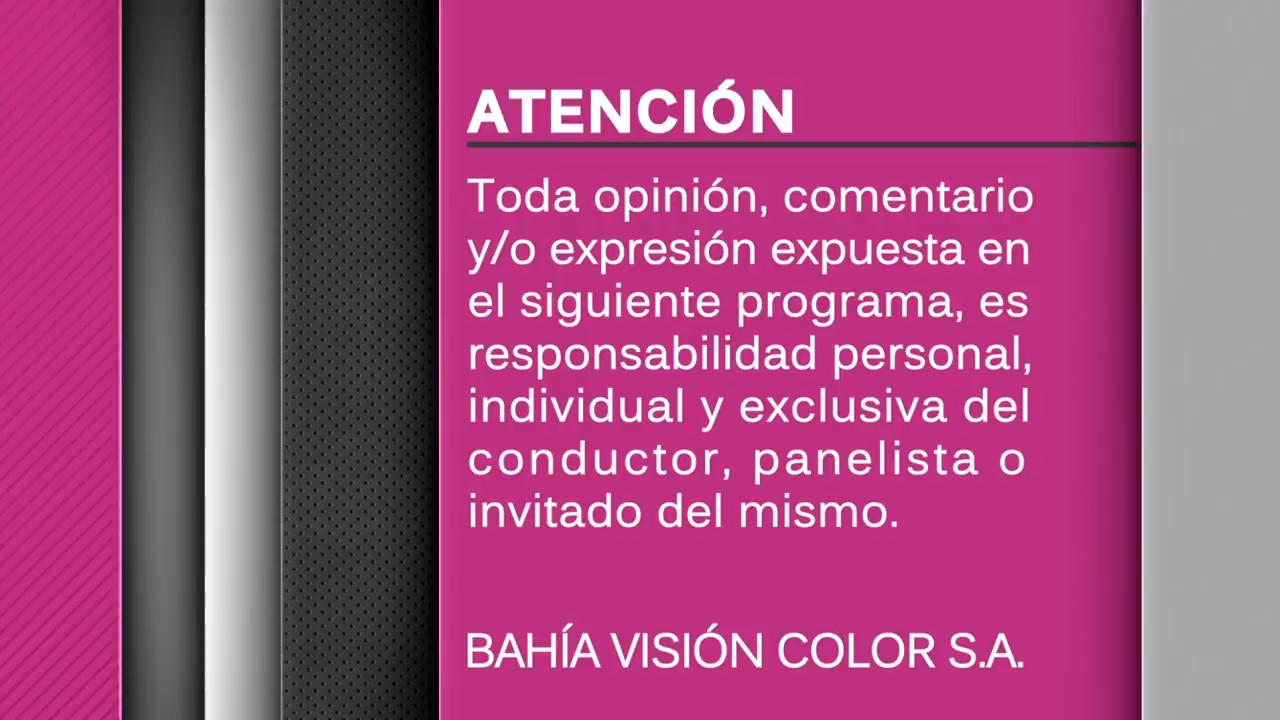 ATENCIÓN
Toda opinión, comentario
y/o expresión expuesta en
el siguiente programa, es
responsabilidad personal,
individual y exclusiva del
conductor, panelista o
invitado del mismo.
BAHÍA VISIÓN COLOR S.A.